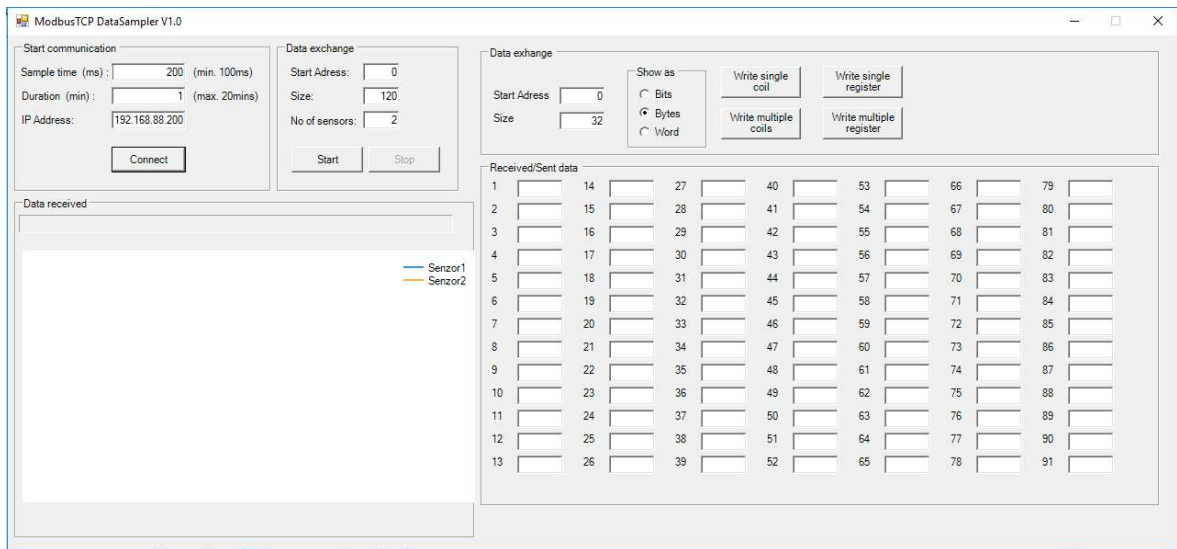 ModbusTCP DataSampler V1.0
Start communication
Sample time (ms) : 200 (min. 100ms)
Duration (min) : 1 (max. 20mins)
IP Address: 192.168.88.200
Connect
Data exchange
Start Adress: 0
Size: 120
No of sensors: 2
Start Stop
Data exhange
Start Adress 0
Size 32
Show as
Bits
Bytes
Word
Write single
coil
Write single
register
Write multiple
coils
Write multiple
register
Data received
Senzor1
Senzor2
Received/Sent data
1 14 27 40 53 66 79
2 15 28 41 54 67 80
3 16 29 42 55 68 81
4 17 30 43 56 69 82
5 18 31 44 57 70 83
6 19 32 45 58 71 84
7 20 33 46 59 72 85
8 21 34 47 60 73 86
9 22 35 48 61 74 87
10 23 36 49 62 75 88
11 24 37 50 63 76 89
12 25 38 51 64 77 90
13 26 39 52 65 78 91